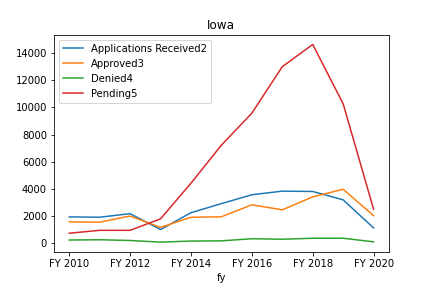 Iowa
14000
12000
10000
8000
6000
4000
2000
0
Applications Received2
Approved3
Denied4
Pending5
FY 2010 FY 2012 FY 2014 FY 2016 FY 2018 FY 2020
fy